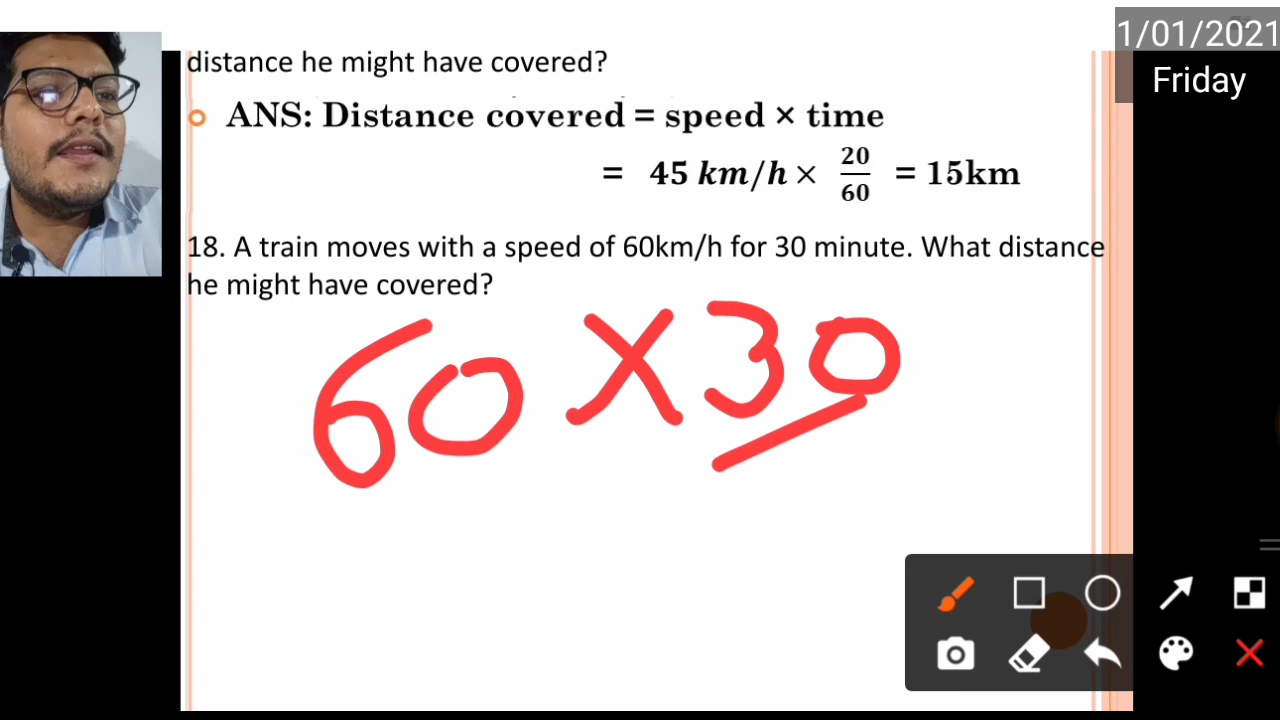 1/01/2021
Friday
distance he might have covered?
ANS: Distance covered = speed × time
= 45 km/h × 20/60 = 15km
18. A train moves with a speed of 60km/h for 30 minute. What distance
he might have covered?
60 × 30